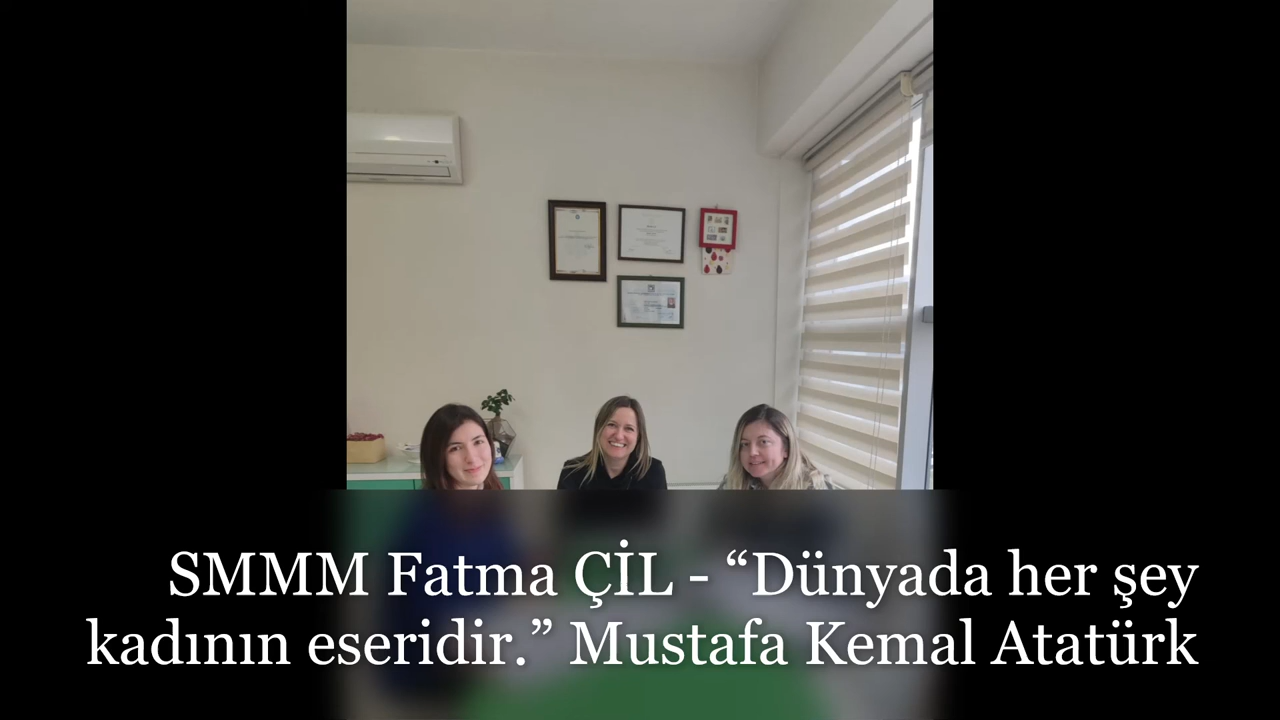 SMMM Fatma ÇİL - “Dünyada her şey
kadının eseridir.” Mustafa Kemal Atatürk